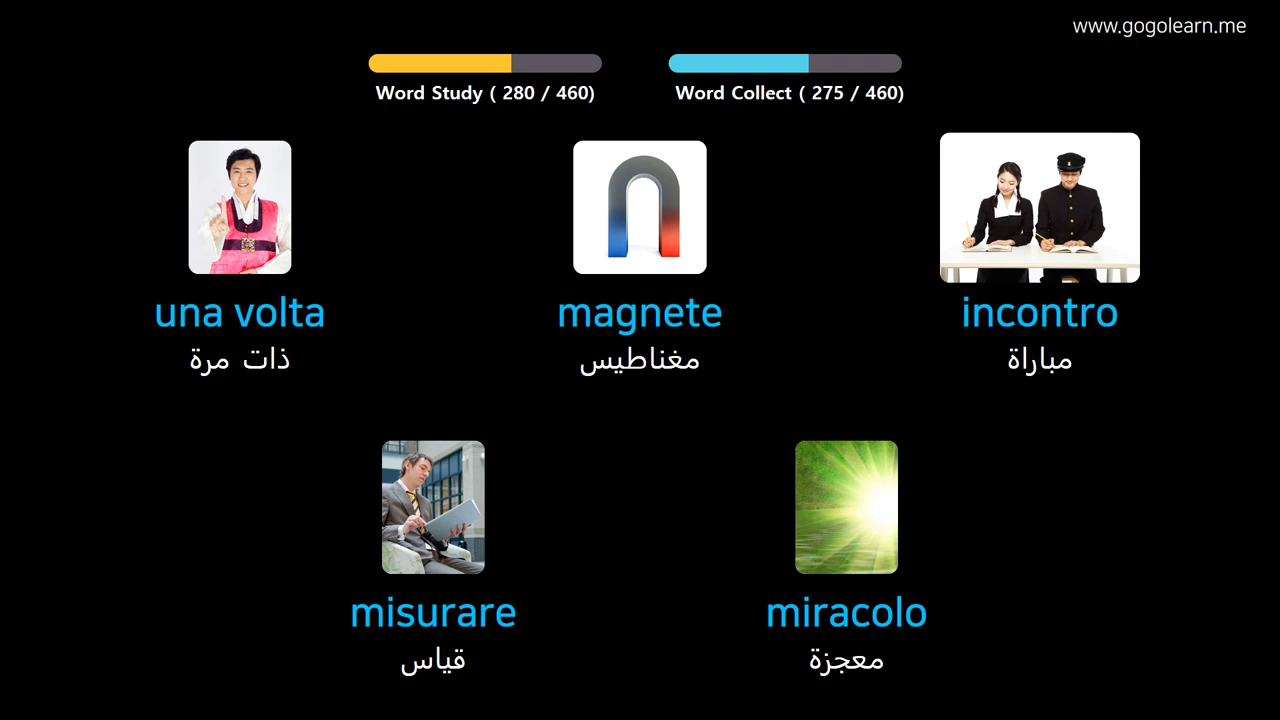 www.gogolearn.me
Word Study ( 280 / 460)
Word Collect ( 275 / 460)
una volta
ذات مرة
magnete
مغناطيس
incontro
مباراة
misurare
قياس
miracolo
معجزة